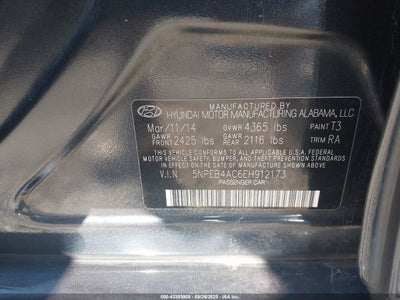 MANUFACTURED BY
HYUNDAI MOTOR MANUFACTURING ALABAMA, LLC
Mar/11/14 GVWR 4365 lbs PAINT T3
GAWR FRONT 2425 lbs GAWR REAR 2116 lbs TRIM RA
THIS VEHICLE CONFORMS TO ALL APPLICABLE U.S. FEDERAL
MOTOR VEHICLE SAFETY, BUMPER, AND THEFT PREVENTION
STANDARDS IN EFFECT ON THE DATE OF MANUFACTURE
SHOWN ABOVE.
V.I.N 5NPEB4AC6EH912173
PASSENGER CAR